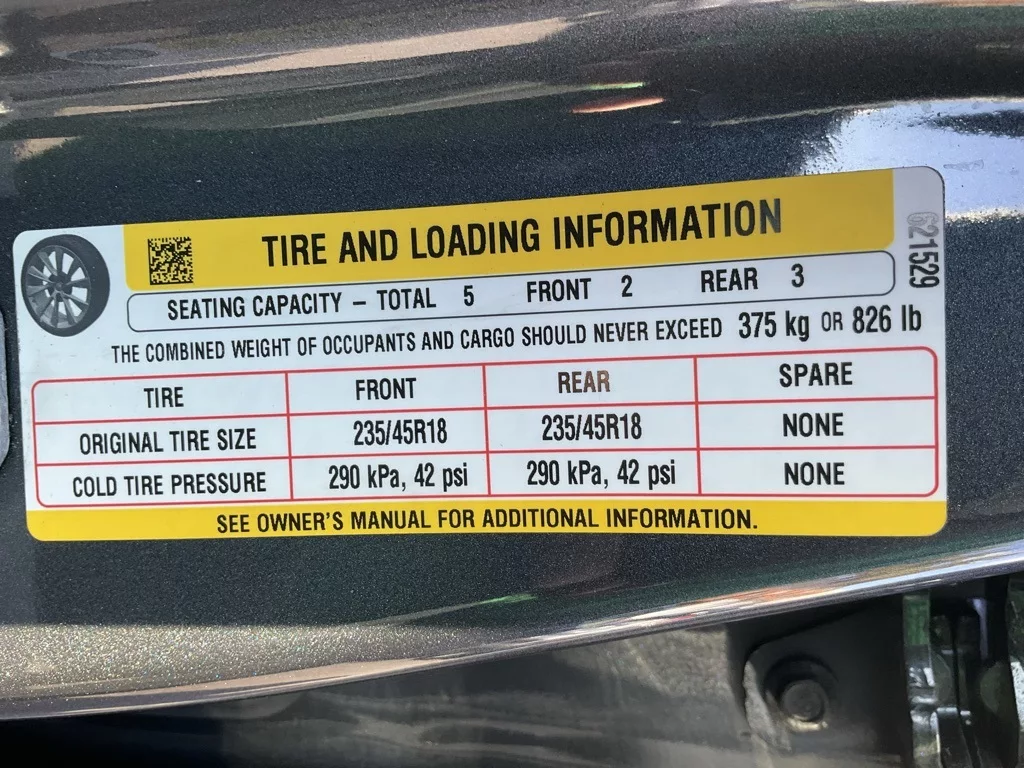 TIRE AND LOADING INFORMATION
SEATING CAPACITY – TOTAL 5 FRONT 2 REAR 3
THE COMBINED WEIGHT OF OCCUPANTS AND CARGO SHOULD NEVER EXCEED 375 kg OR 826 lb
TIRE FRONT REAR SPARE
ORIGINAL TIRE SIZE 235/45R18 235/45R18 NONE
COLD TIRE PRESSURE 290 kPa, 42 psi 290 kPa, 42 psi NONE
SEE OWNER'S MANUAL FOR ADDITIONAL INFORMATION.
621529